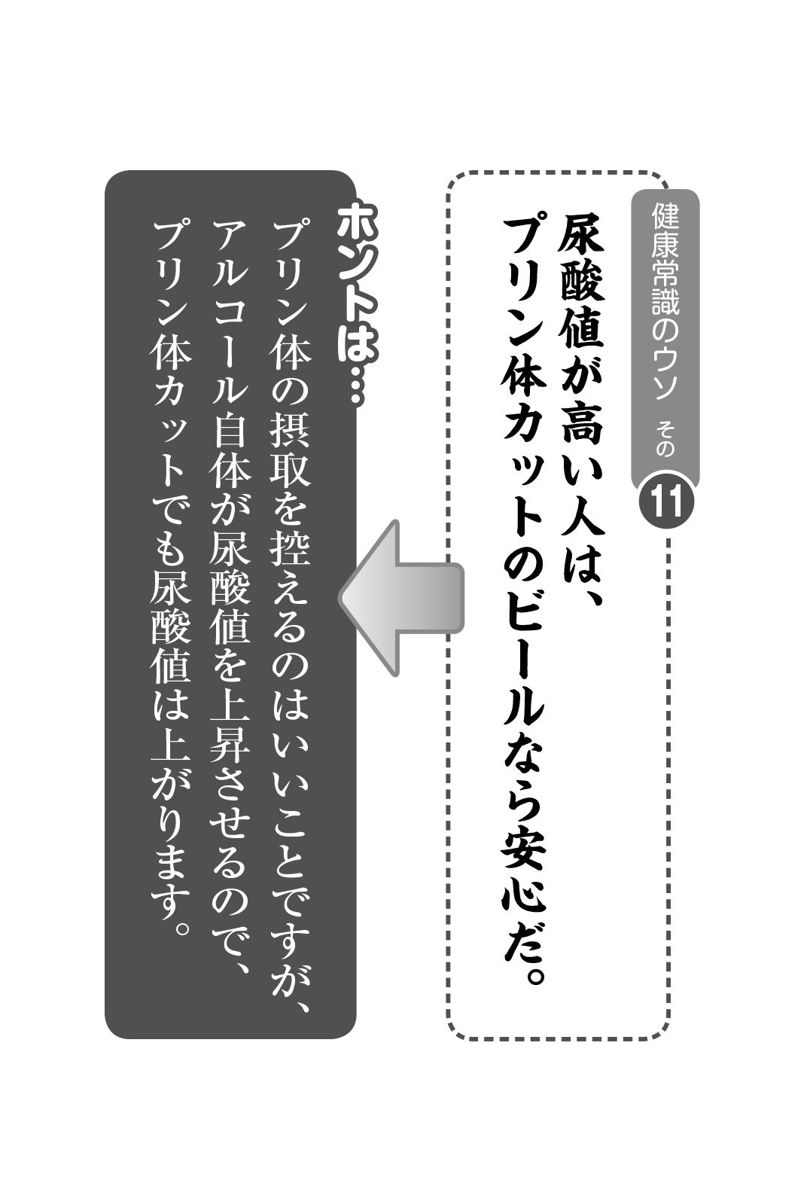 健康常識のウソ その11
尿酸値が高い人は、
プリン体カットのビールなら安心だ。
ホントは…
プリン体の摂取を控えるのはいいことですが、
アルコール自体が尿酸値を上昇させるので、
プリン体カットでも尿酸値は上がります。